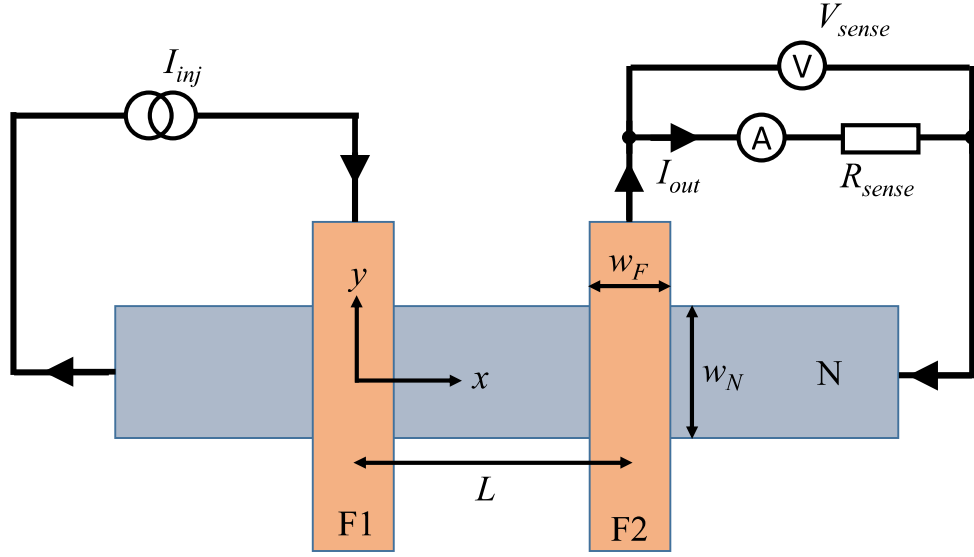 V_sense
I_inj
V
A
I_out
R_sense
w_F
y
x
w_N
N
L
F1
F2